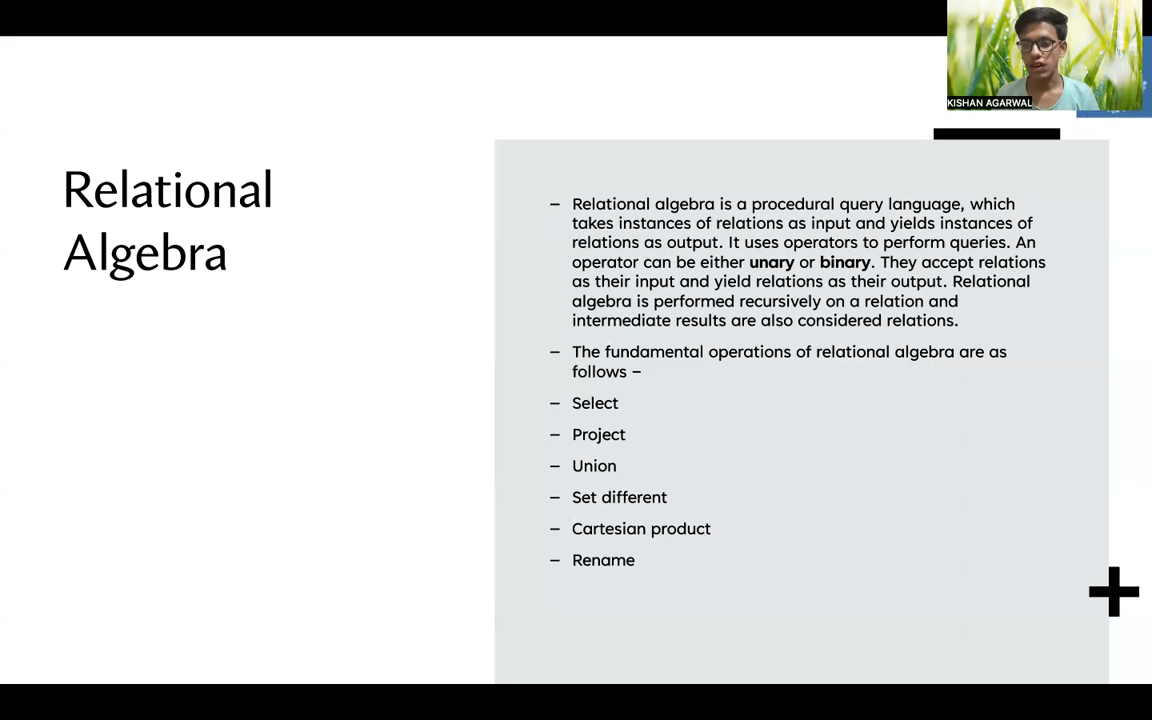 KISHAN AGARWAL
Relational
Algebra
– Relational algebra is a procedural query language, which
takes instances of relations as input and yields instances of
relations as output. It uses operators to perform queries. An
operator can be either unary or binary. They accept relations
as their input and yield relations as their output. Relational
algebra is performed recursively on a relation and
intermediate results are also considered relations.
– The fundamental operations of relational algebra are as
follows –
– Select
– Project
– Union
– Set different
– Cartesian product
– Rename